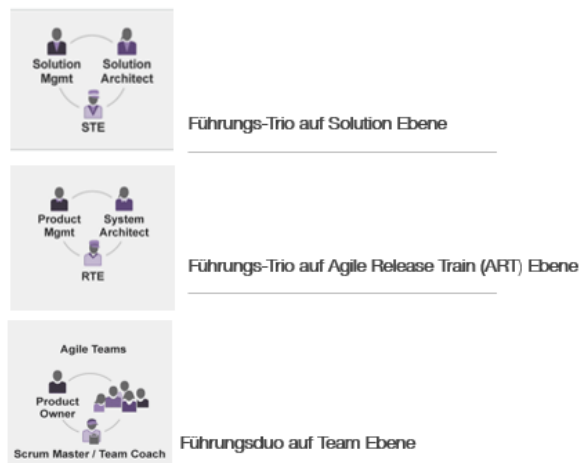 Solution Mgmt
Solution Architect
STE
Führungs-Trio auf Solution Ebene
Product Mgmt
System Architect
RTE
Führungs-Trio auf Agile Release Train (ART) Ebene
Agile Teams
Product Owner
Scrum Master / Team Coach
Führungsduo auf Team Ebene